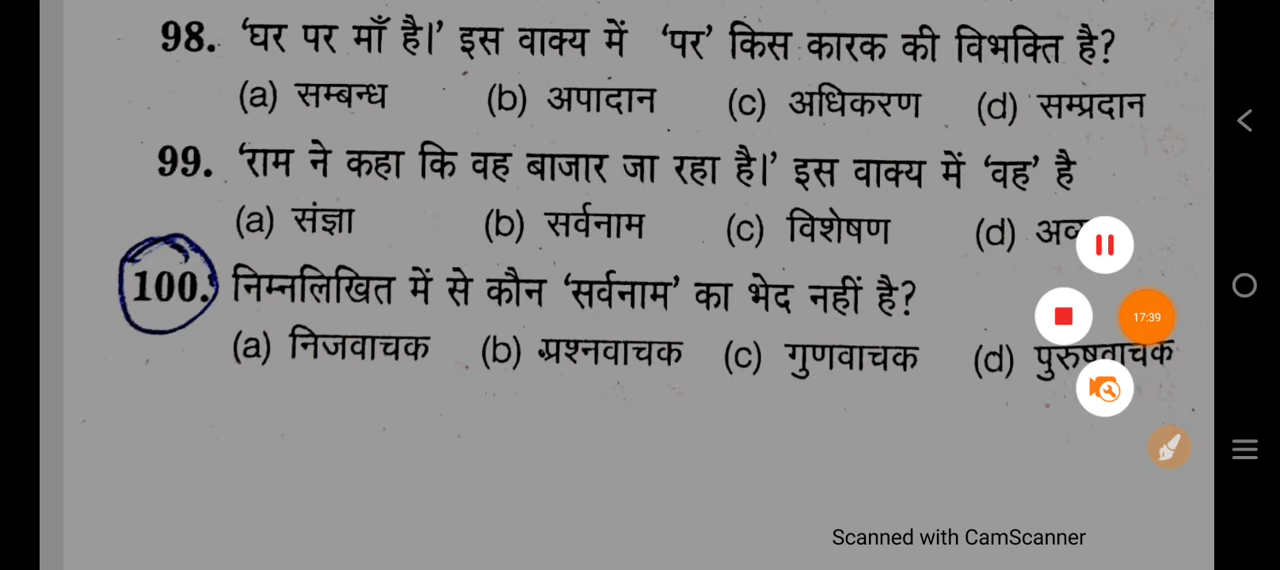 98. ‘घर पर माँ है।’ इस वाक्य में ‘पर’ किस कारक की विभक्ति है?
(a) सम्बन्ध (b) अपादान (c) अधिकरण (d) सम्प्रदान
99. ‘राम ने कहा कि वह बाजार जा रहा है।’ इस वाक्य में ‘वह’ है
(a) संज्ञा (b) सर्वनाम (c) विशेषण (d)
100. निम्नलिखित में से कौन ‘सर्वनाम’ का भेद नहीं है?
17:39
(a) निजवाचक (b) प्रश्नवाचक (c) गुणवाचक (d) पुरुषवाचक
Scanned with CamScanner